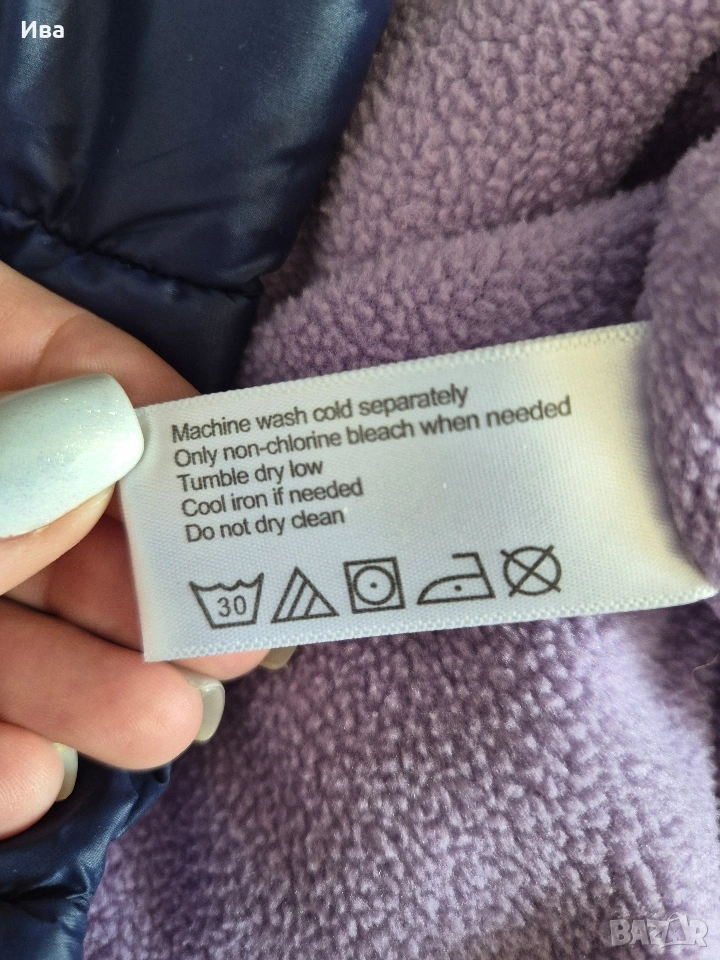 Ива
Machine wash cold separately
Only non-chlorine bleach when needed
Tumble dry low
Cool iron if needed
Do not dry clean
30
BAZAR